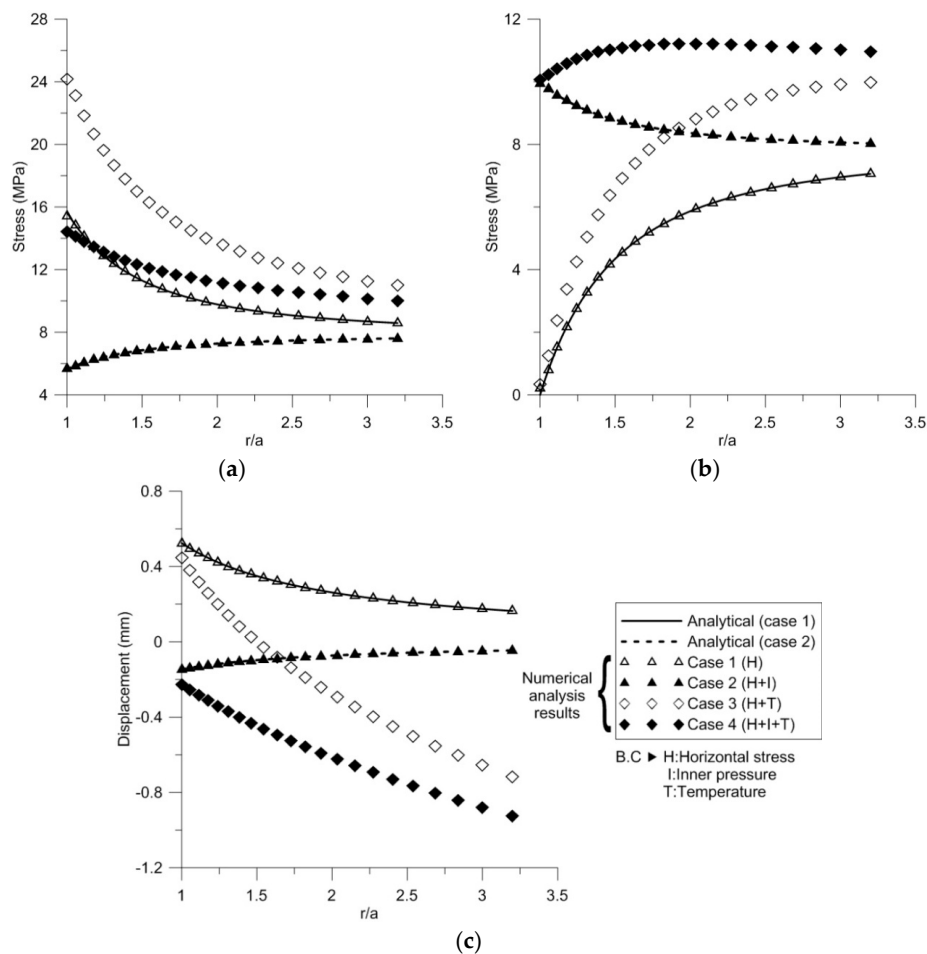 28
24
20
16
12
8
4
Stress (MPa)
1
1.5
2
2.5
3
3.5
r/a
(a)
12
8
4
0
Stress (MPa)
1
1.5
2
2.5
3
3.5
r/a
(b)
0.8
0.4
0
-0.4
-0.8
-1.2
Displacement (mm)
1
1.5
2
2.5
3
3.5
r/a
(c)
Analytical (case 1)
Analytical (case 2)
Case 1 (H)
Case 2 (H+I)
Case 3 (H+T)
Case 4 (H+I+T)
Numerical
analysis
results
B.C ► H:Horizontal stress
I:Inner pressure
T:Temperature